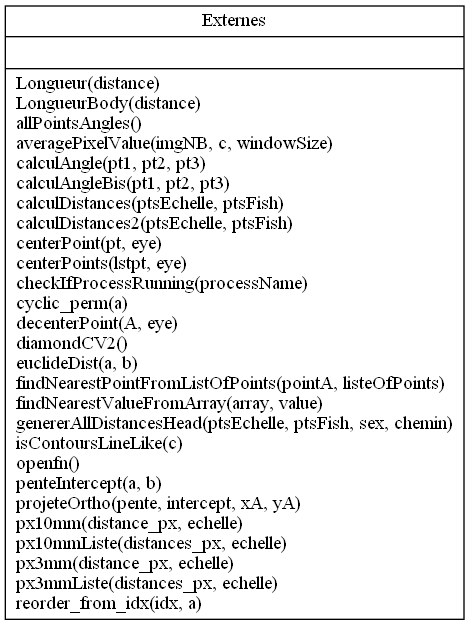 Externes
Longueur(distance)
LongueurBody(distance)
allPointsAngles()
averagePixelValue(imgNB, c, windowSize)
calculAngle(pt1, pt2, pt3)
calculAngleBis(pt1, pt2, pt3)
calculDistances(ptsEchelle, ptsFish)
calculDistances2(ptsEchelle, ptsFish)
centerPoint(pt, eye)
centerPoints(lstpt, eye)
checkIfProcessRunning(processName)
cyclic_perm(a)
decenterPoint(A, eye)
diamondCV2()
euclideDist(a, b)
findNearestPointFromListOfPoints(pointA, listeOfPoints)
findNearestValueFromArray(array, value)
genererAllDistancesHead(ptsEchelle, ptsFish, sex, chemin)
isContoursLineLike(c)
openfn()
penteIntercept(a, b)
projeteOrtho(pente, intercept, xA, yA)
px10mm(distance_px, echelle)
px10mmListe(distances_px, echelle)
px3mm(distance_px, echelle)
px3mmListe(distances_px, echelle)
reorder_from_idx(idx, a)